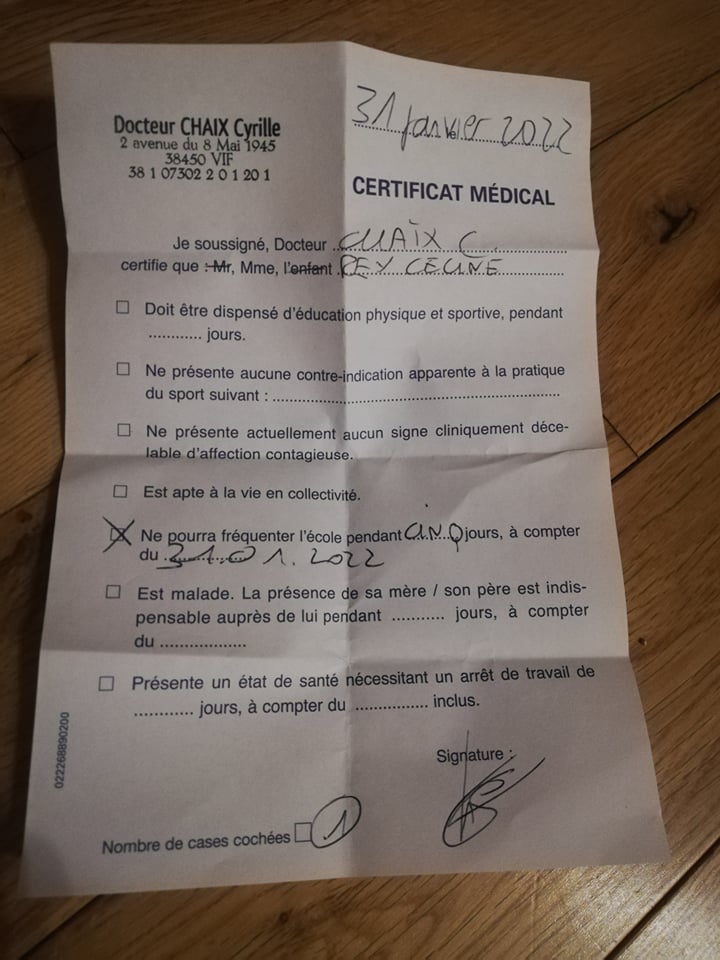 Docteur CHAIX Cyrille
2 avenue du 8 Mai 1945
38450 VIF
38 1 07302 2 0 1 20 1
31 janvier 2022
CERTIFICAT MÉDICAL
Je soussigné, Docteur CHAIX C.
certifie que : Mr, Mme, l'enfant REY CELINE
Doit être dispensé d'éducation physique et sportive, pendant
............ jours.
Ne présente aucune contre-indication apparente à la pratique
du sport suivant : ................................................................
Ne présente actuellement aucun signe cliniquement déce-
lable d'affection contagieuse.
Est apte à la vie en collectivité.
Ne pourra fréquenter l'école pendant CINQ jours, à compter
du 31.01.2022
Est malade. La présence de sa mère / son père est indis-
pensable auprès de lui pendant ........... jours, à compter
du ..................
Présente un état de santé nécessitant un arrêt de travail de
............ jours, à compter du ............... inclus.
022268890200
Signature :
Nombre de cases cochées 1